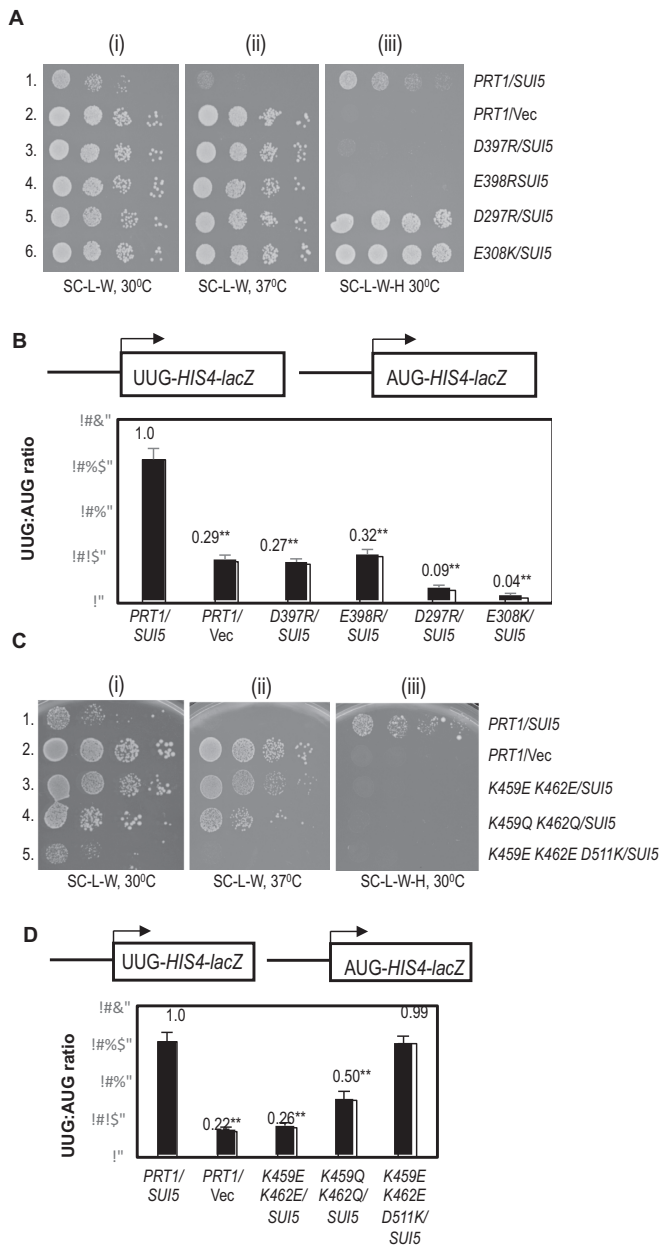 A
(i) (ii) (iii)
1. PRT1/SUI5
2. PRT1/Vec
3. D397R/SUI5
4. E398RSUI5
5. D297R/SUI5
6. E308K/SUI5
SC-L-W, 30⁰C SC-L-W, 37⁰C SC-L-W-H 30⁰C
B
UUG-HIS4-lacZ AUG-HIS4-lacZ
UUG:AUG ratio
!#&"
!#%$"
!#%"
!#!$"
!"
1.0 0.29** 0.27** 0.32** 0.09** 0.04**
PRT1/ PRT1/ D397R/ E398R/ D297R/ E308K/
SUI5 Vec SUI5 SUI5 SUI5 SUI5
C
(i) (ii) (iii)
1. PRT1/SUI5
2. PRT1/Vec
3. K459E K462E/SUI5
4. K459Q K462Q/SUI5
5. K459E K462E D511K/SUI5
SC-L-W, 30⁰C SC-L-W, 37⁰C SC-L-W-H, 30⁰C
D
UUG-HIS4-lacZ AUG-HIS4-lacZ
UUG:AUG ratio
!#&"
!#%$"
!#%"
!#!$"
!"
1.0 0.22** 0.26** 0.50** 0.99
PRT1/ PRT1/ K459E K459Q K459E
SUI5 Vec K462E/ K462Q/ K462E
SUI5 SUI5 D511K/
SUI5